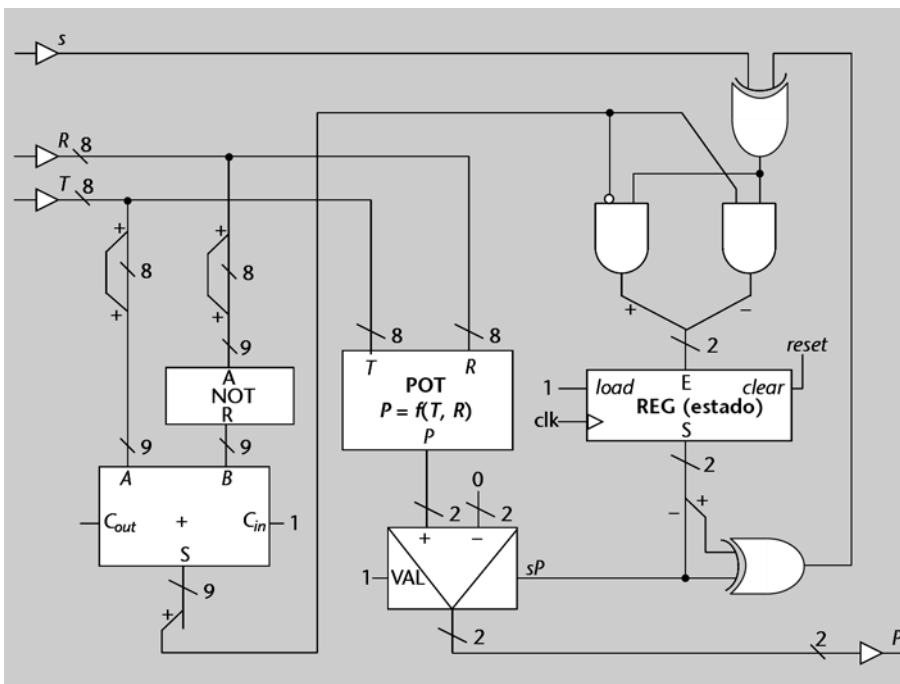 s
R 8
T 8
+ +
8 8
+ +
9
8 8
A
NOT
R
T R
POT
P = f(T, R)
P
+ −
2
reset
1 load E clear
clk REG (estado)
S
9 9
A B
Cout + Cin 1
S
0
2 2
+ −
1 VAL sP
2
− +
9
+
2
2 P